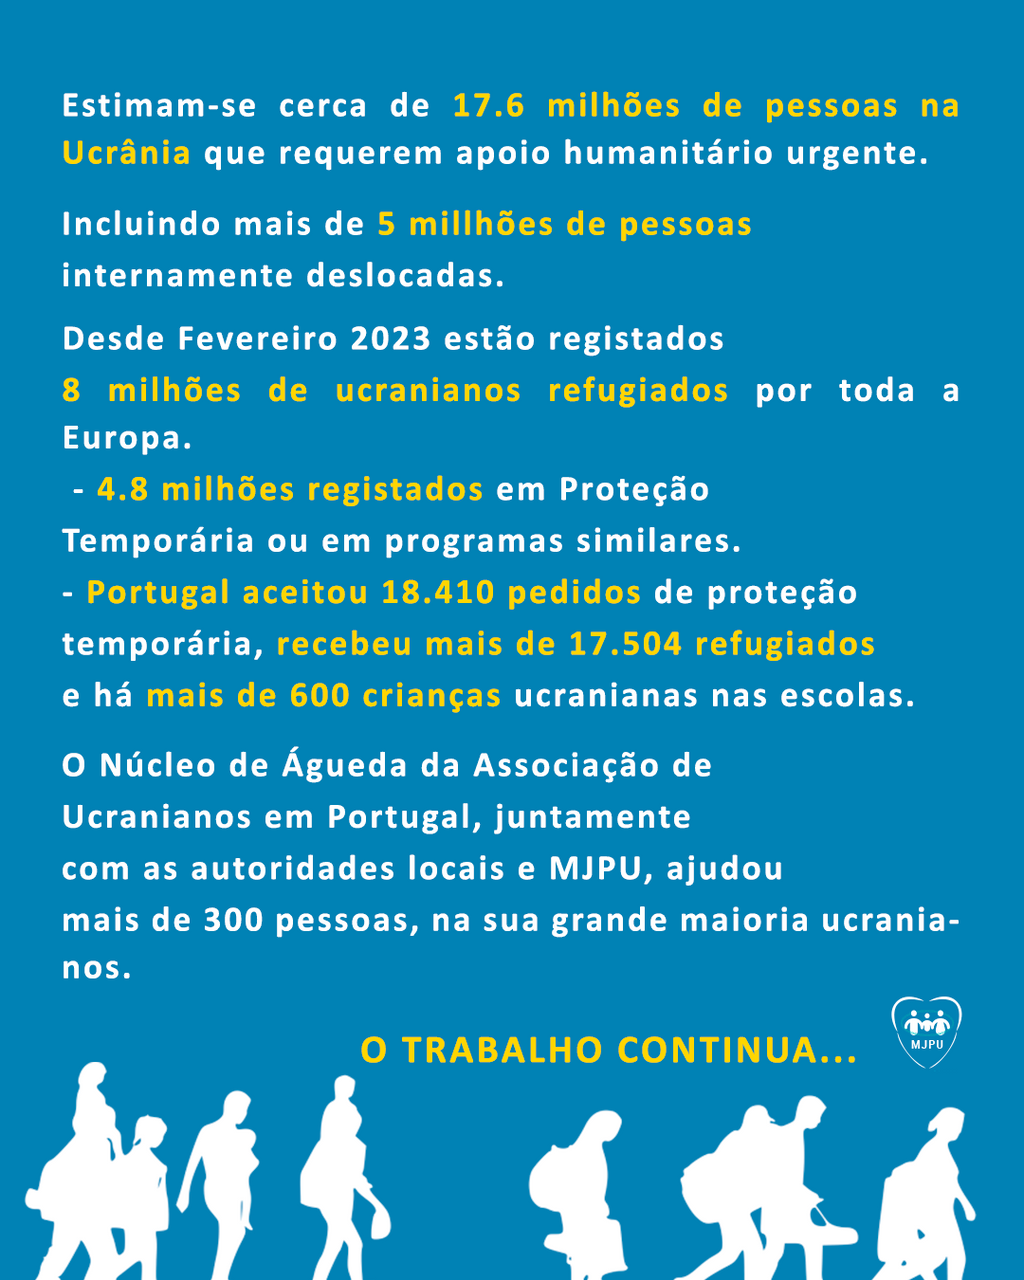 Estimam-se cerca de 17.6 milhões de pessoas na
Ucrânia que requerem apoio humanitário urgente.
Incluindo mais de 5 millhões de pessoas
internamente deslocadas.
Desde Fevereiro 2023 estão registados
8 milhões de ucranianos refugiados por toda a
Europa.
- 4.8 milhões registados em Proteção
Temporária ou em programas similares.
- Portugal aceitou 18.410 pedidos de proteção
temporária, recebeu mais de 17.504 refugiados
e há mais de 600 crianças ucranianas nas escolas.
O Núcleo de Águeda da Associação de
Ucranianos em Portugal, juntamente
com as autoridades locais e MJPU, ajudou
mais de 300 pessoas, na sua grande maioria ucrania-
nos.
O TRABALHO CONTINUA...
MJPU